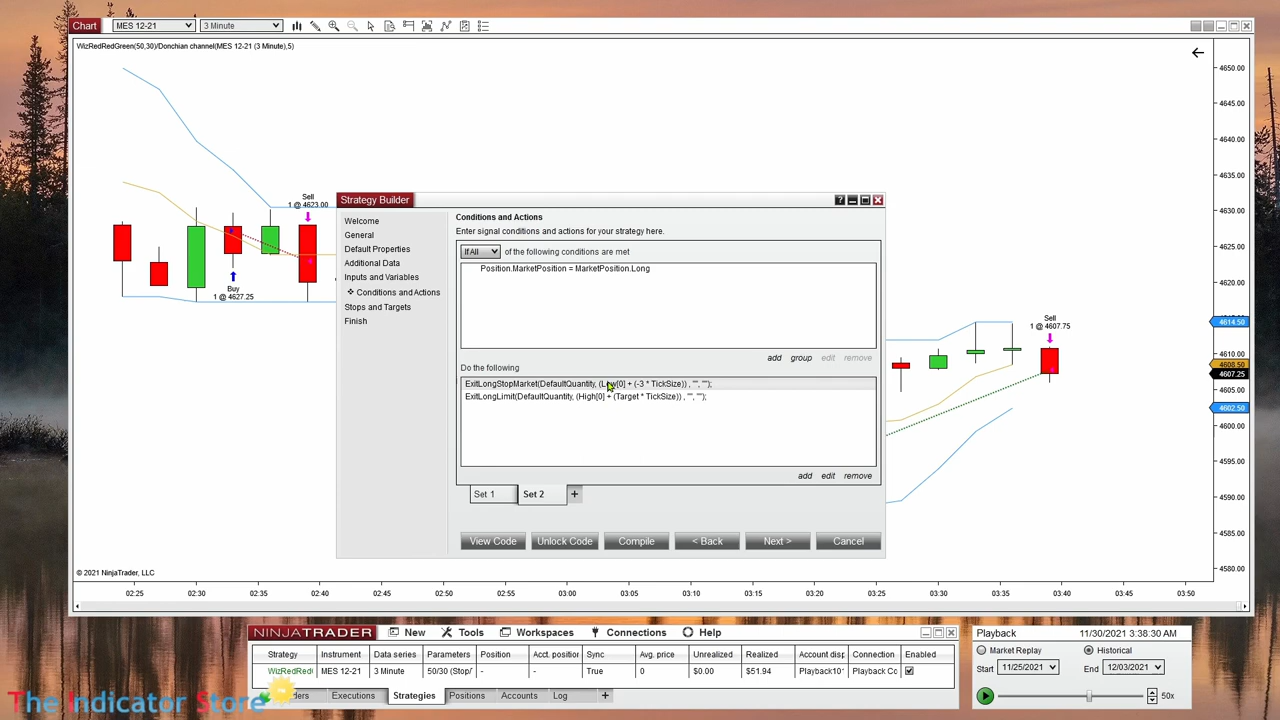 Chart
MES 12-21
3 Minute
WizRedRedGreen(50,30)/Donchian channel(MES 12-21 (3 Minute),5)
4650.00
4645.00
4640.00
4635.00
4630.00
4625.00
4620.00
4614.50
4608.50
4607.25
4602.50
4600.00
4595.00
4590.00
4585.00
4580.00
Sell
1 @ 4623.00
Buy
1 @ 4627.25
Sell
1 @ 4607.75
Strategy Builder
?
Welcome
General
Default Properties
Additional Data
Inputs and Variables
Conditions and Actions
Stops and Targets
Finish
Conditions and Actions
Enter signal conditions and actions for your strategy here.
If All
of the following conditions are met
Position.MarketPosition = MarketPosition.Long
add group edit remove
Do the following
ExitLongStopMarket(DefaultQuantity, (Low[0] + (-3 * TickSize)) , "", "");
ExitLongLimit(DefaultQuantity, (High[0] + (Target * TickSize)) , "", "");
add edit remove
Set 1 Set 2 +
View Code Unlock Code Compile < Back Next > Cancel
© 2021 NinjaTrader, LLC
02:25 02:30 02:35 02:40 02:45 02:50 02:55 03:00 03:05 03:10 03:15 03:20 03:25 03:30 03:35 03:40 03:50
NINJATRADER New Tools Workspaces Connections Help
Strategy Instrument Data series Parameters Position Acct. position Sync Avg. price Unrealized Realized Account disp Connection Enabled
WizRedRedG MES 12-21 3 Minute 50/30 (Stop/ - - True 0 $0.00 $51.94 Playback10 Playback Co
Executions Strategies Positions Accounts Log +
Playback 11/30/2021 3:38:30 AM
Market Replay Historical
Start 11/25/2021 End 12/03/2021
50x
The Indicator Store